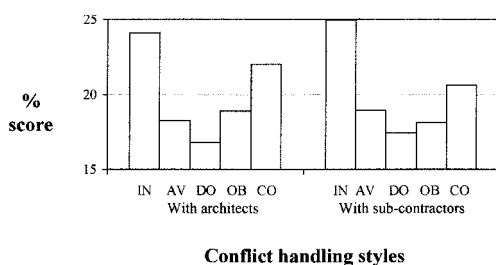 25
%
score
20
15
IN AV DO OB CO IN AV DO OB CO
With architects With sub-contractors
Conflict handling styles